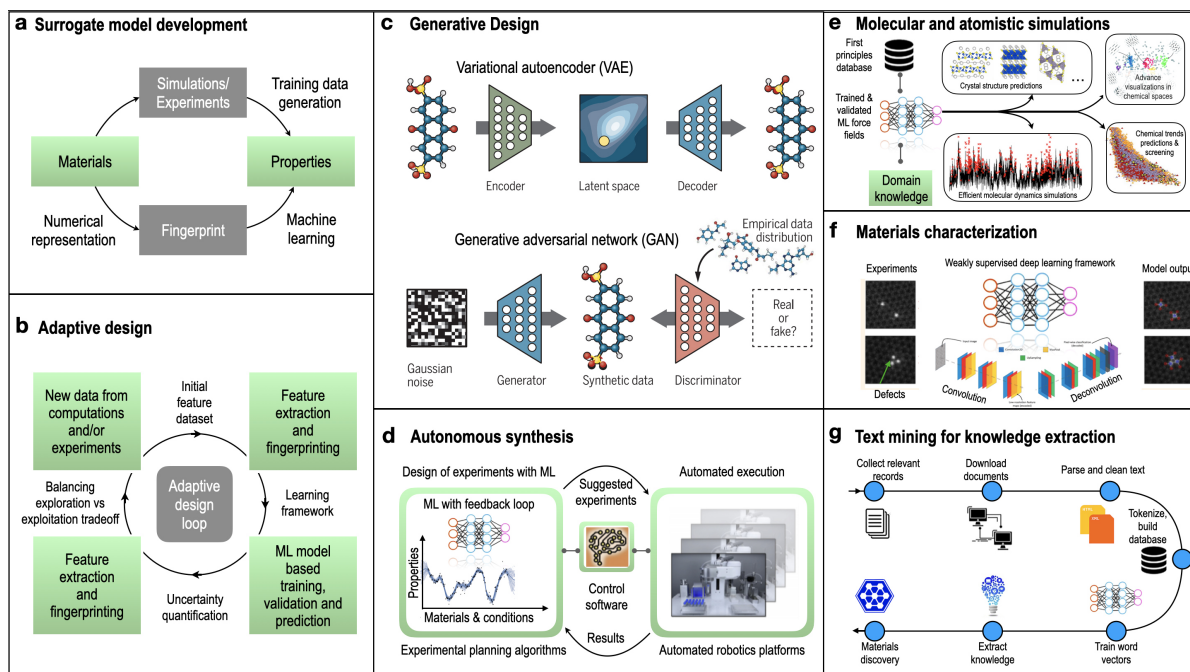 a Surrogate model development
Simulations/
Experiments
Training data
generation
Materials
Properties
Numerical
representation
Fingerprint
Machine
learning
b Adaptive design
New data from
computations
and/or
experiments
Initial
feature
dataset
Feature
extraction
and
fingerprinting
Balancing
exploration vs
exploitation tradeoff
Adaptive
design
loop
Learning
framework
Feature
extraction and
fingerprinting
Uncertainty
quantification
ML model
based
training,
validation and
prediction
c Generative Design
Variational autoencoder (VAE)
Encoder
Latent space
Decoder
Generative adversarial network (GAN)
Empirical data
distribution
Real
or
fake?
Gaussian
noise
Generator
Synthetic data
Discriminator
d Autonomous synthesis
Design of experiments with ML
Suggested
experiments
Automated execution
ML with feedback loop
Properties
Materials & conditions
Control
software
Results
Experimental planning algorithms
Automated robotics platforms
e Molecular and atomistic simulations
First
principles
database
Crystal structure predictions
...
Advance
visualizations in
chemical spaces
Trained &
validated
ML force
fields
Chemical trends
predictions &
screening
Domain
knowledge
Efficient molecular dynamics simulations
f Materials characterization
Experiments
Weakly supervised deep learning framework
Model output
Defects
Convolution
Deconvolution
g Text mining for knowledge extraction
Collect relevant
records
Download
documents
Parse and clean text
HTML
XML
Tokenize,
build
database
Materials
discovery
Extract
knowledge
Train word
vectors